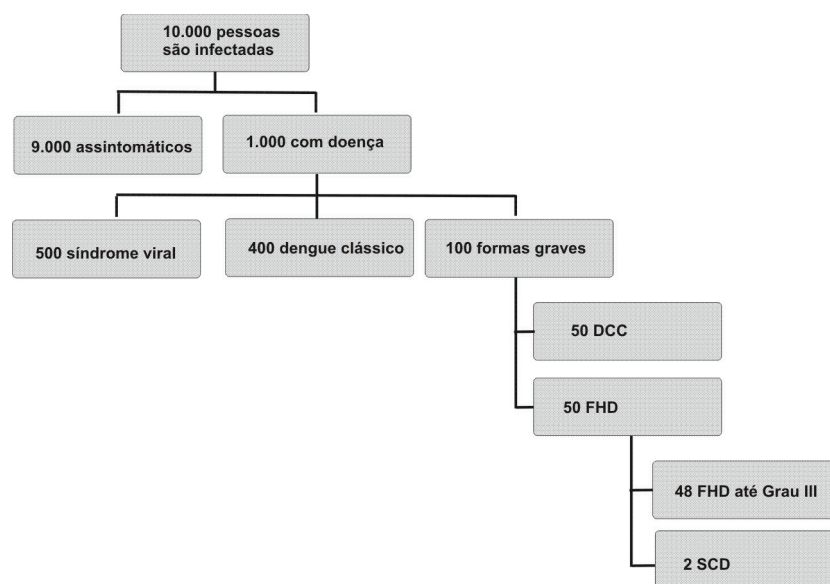 10.000 pessoas
são infectadas
9.000 assintomáticos
1.000 com doença
500 síndrome viral
400 dengue clássico
100 formas graves
50 DCC
50 FHD
48 FHD até Grau III
2 SCD